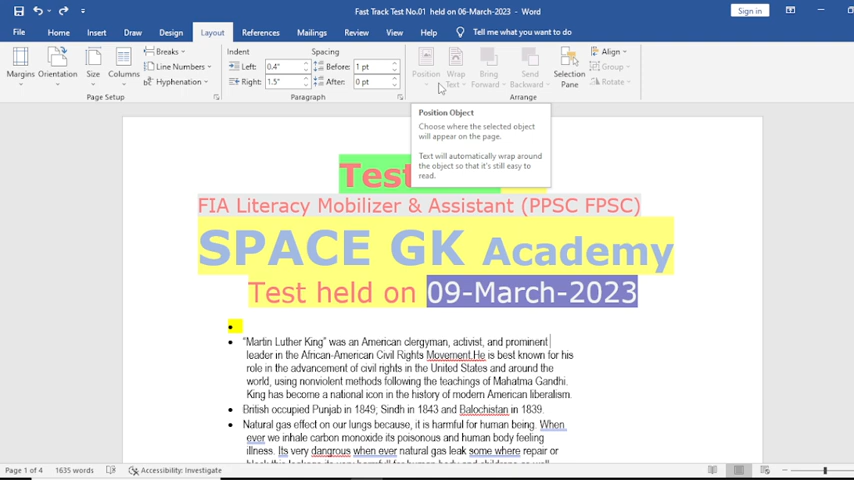 Fast Track Test No.01 held on 06-March-2023 - Word
Sign in
File Home Insert Draw Design Layout References Mailings Review View Help Tell me what you want to do
Margins Orientation Size Columns
Breaks
Line Numbers
Hyphenation
Page Setup
Indent
Left: 0.4"
Right: 1.5"
Spacing
Before: 1 pt
After: 0 pt
Paragraph
Position
Wrap Text
Bring Forward
Send Backward
Selection Pane
Align
Group
Rotate
Arrange
Position Object
Choose where the selected object
will appear on the page.
Text will automatically wrap around
the object so that it's still easy to
read.
Test
FIA Literacy Mobilizer & Assistant (PPSC FPSC)
SPACE GK Academy
Test held on 09-March-2023
“Martin Luther King” was an American clergyman, activist, and prominent
leader in the African-American Civil Rights Movement.He is best known for his
role in the advancement of civil rights in the United States and around the
world, using nonviolent methods following the teachings of Mahatma Gandhi.
King has become a national icon in the history of modern American liberalism.
British occupied Punjab in 1849; Sindh in 1843 and Balochistan in 1839.
Natural gas effect on our lungs because, it is harmful for human being. When
ever we inhale carbon monoxide its poisonous and human body feeling
illness. Its very dangrous when ever natural gas leak some where repair or
Page 1 of 4
1635 words
Accessibility: Investigate